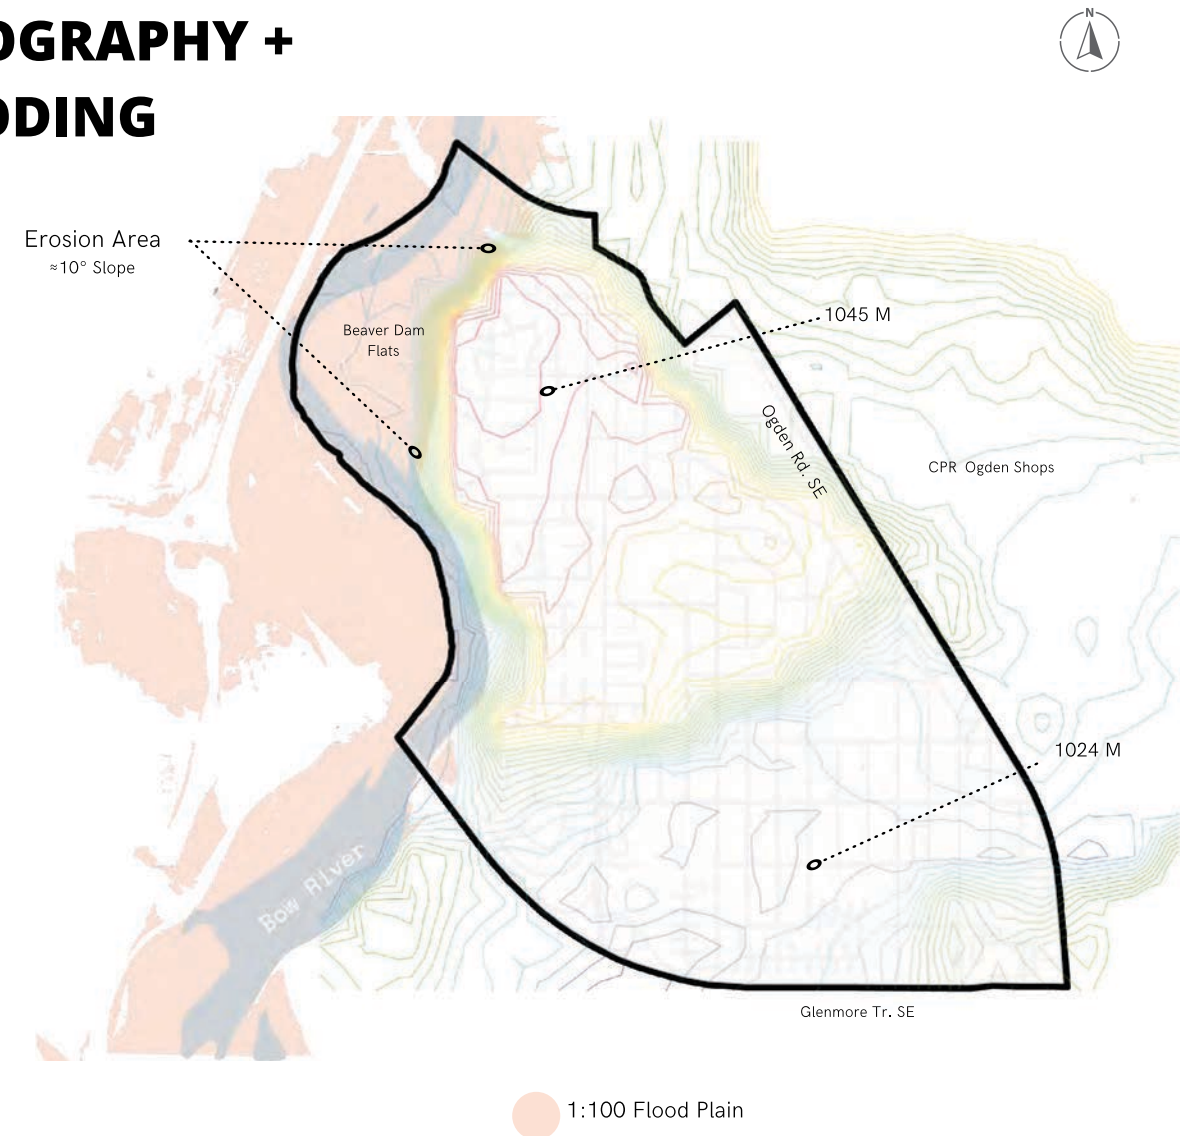 OGRAPHY +
DDING
N
Erosion Area
≈10° Slope
Beaver Dam
Flats
1045 M
Ogden Rd. SE
CPR Ogden Shops
1024 M
Bow River
Glenmore Tr. SE
1:100 Flood Plain